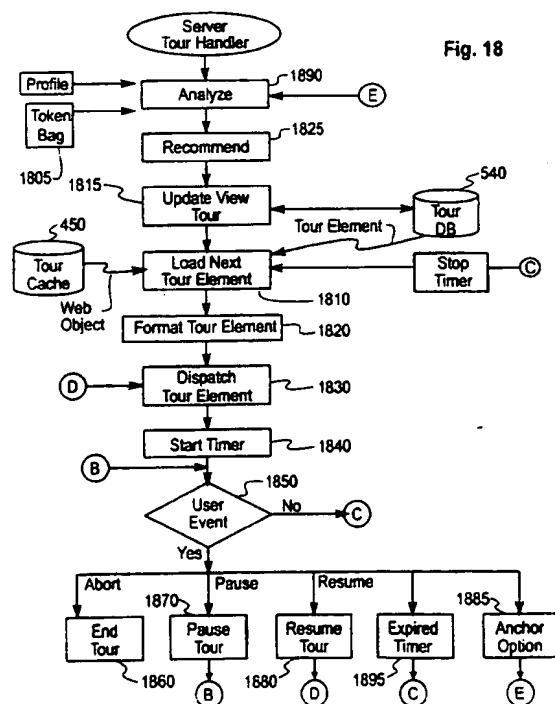 Server
Tour Handler
Fig. 18
Profile
1890
Analyze
E
Token
Bag
1805
1825
Recommend
1815
Update View
Tour
540
Tour
DB
450
Tour Element
Tour
Cache
Load Next
Tour Element
Stop
Timer
C
Web
Object
1810
Format Tour Element
1820
D
Dispatch
Tour Element
1830
Start Timer
1840
B
1850
User
Event
No
C
Yes
Abort
Pause
Resume
1870
1885
End
Tour
Pause
Tour
Resume
Tour
Expired
Timer
Anchor
Option
1860
1880
1895
B
D
C
E